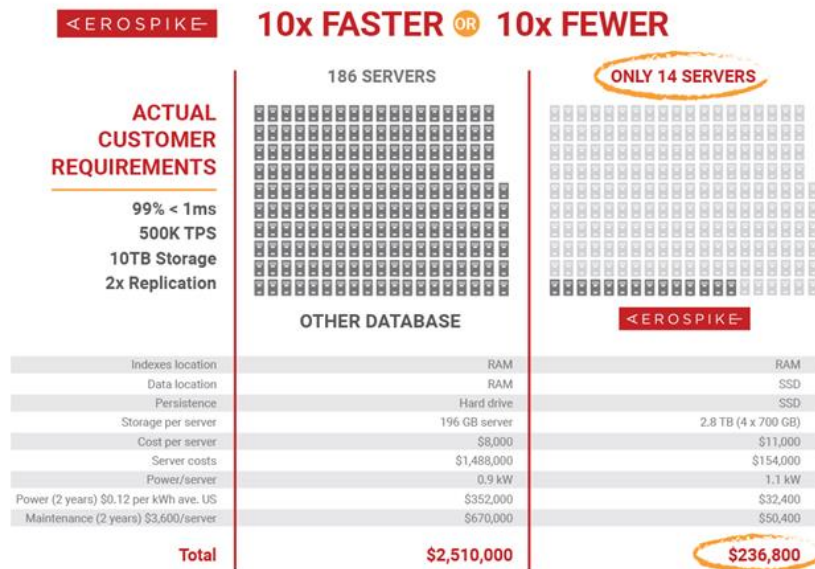 AEROSPIKE
10x FASTER OR 10x FEWER
186 SERVERS
ONLY 14 SERVERS
ACTUAL
CUSTOMER
REQUIREMENTS
99% < 1ms
500K TPS
10TB Storage
2x Replication
OTHER DATABASE
AEROSPIKE
Indexes location RAM RAM
Data location RAM SSD
Persistence Hard drive SSD
Storage per server 196 GB server 2.8 TB (4 x 700 GB)
Cost per server $8,000 $11,000
Server costs $1,488,000 $154,000
Power/server 0.9 kW 1.1 kW
Power (2 years) $0.12 per kWh ave. US $352,000 $32,400
Maintenance (2 years) $3,600/server $670,000 $50,400
Total $2,510,000 $236,800